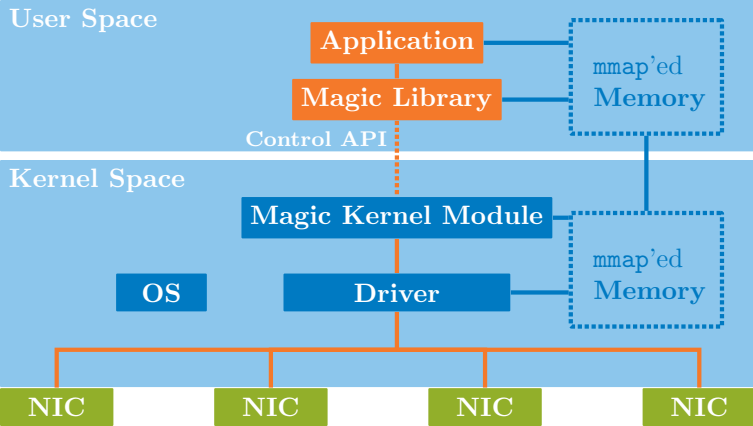 User Space
Application
mmap'ed
Memory
Magic Library
Control API
Kernel Space
Magic Kernel Module
mmap'ed
Memory
OS
Driver
NIC
NIC
NIC
NIC